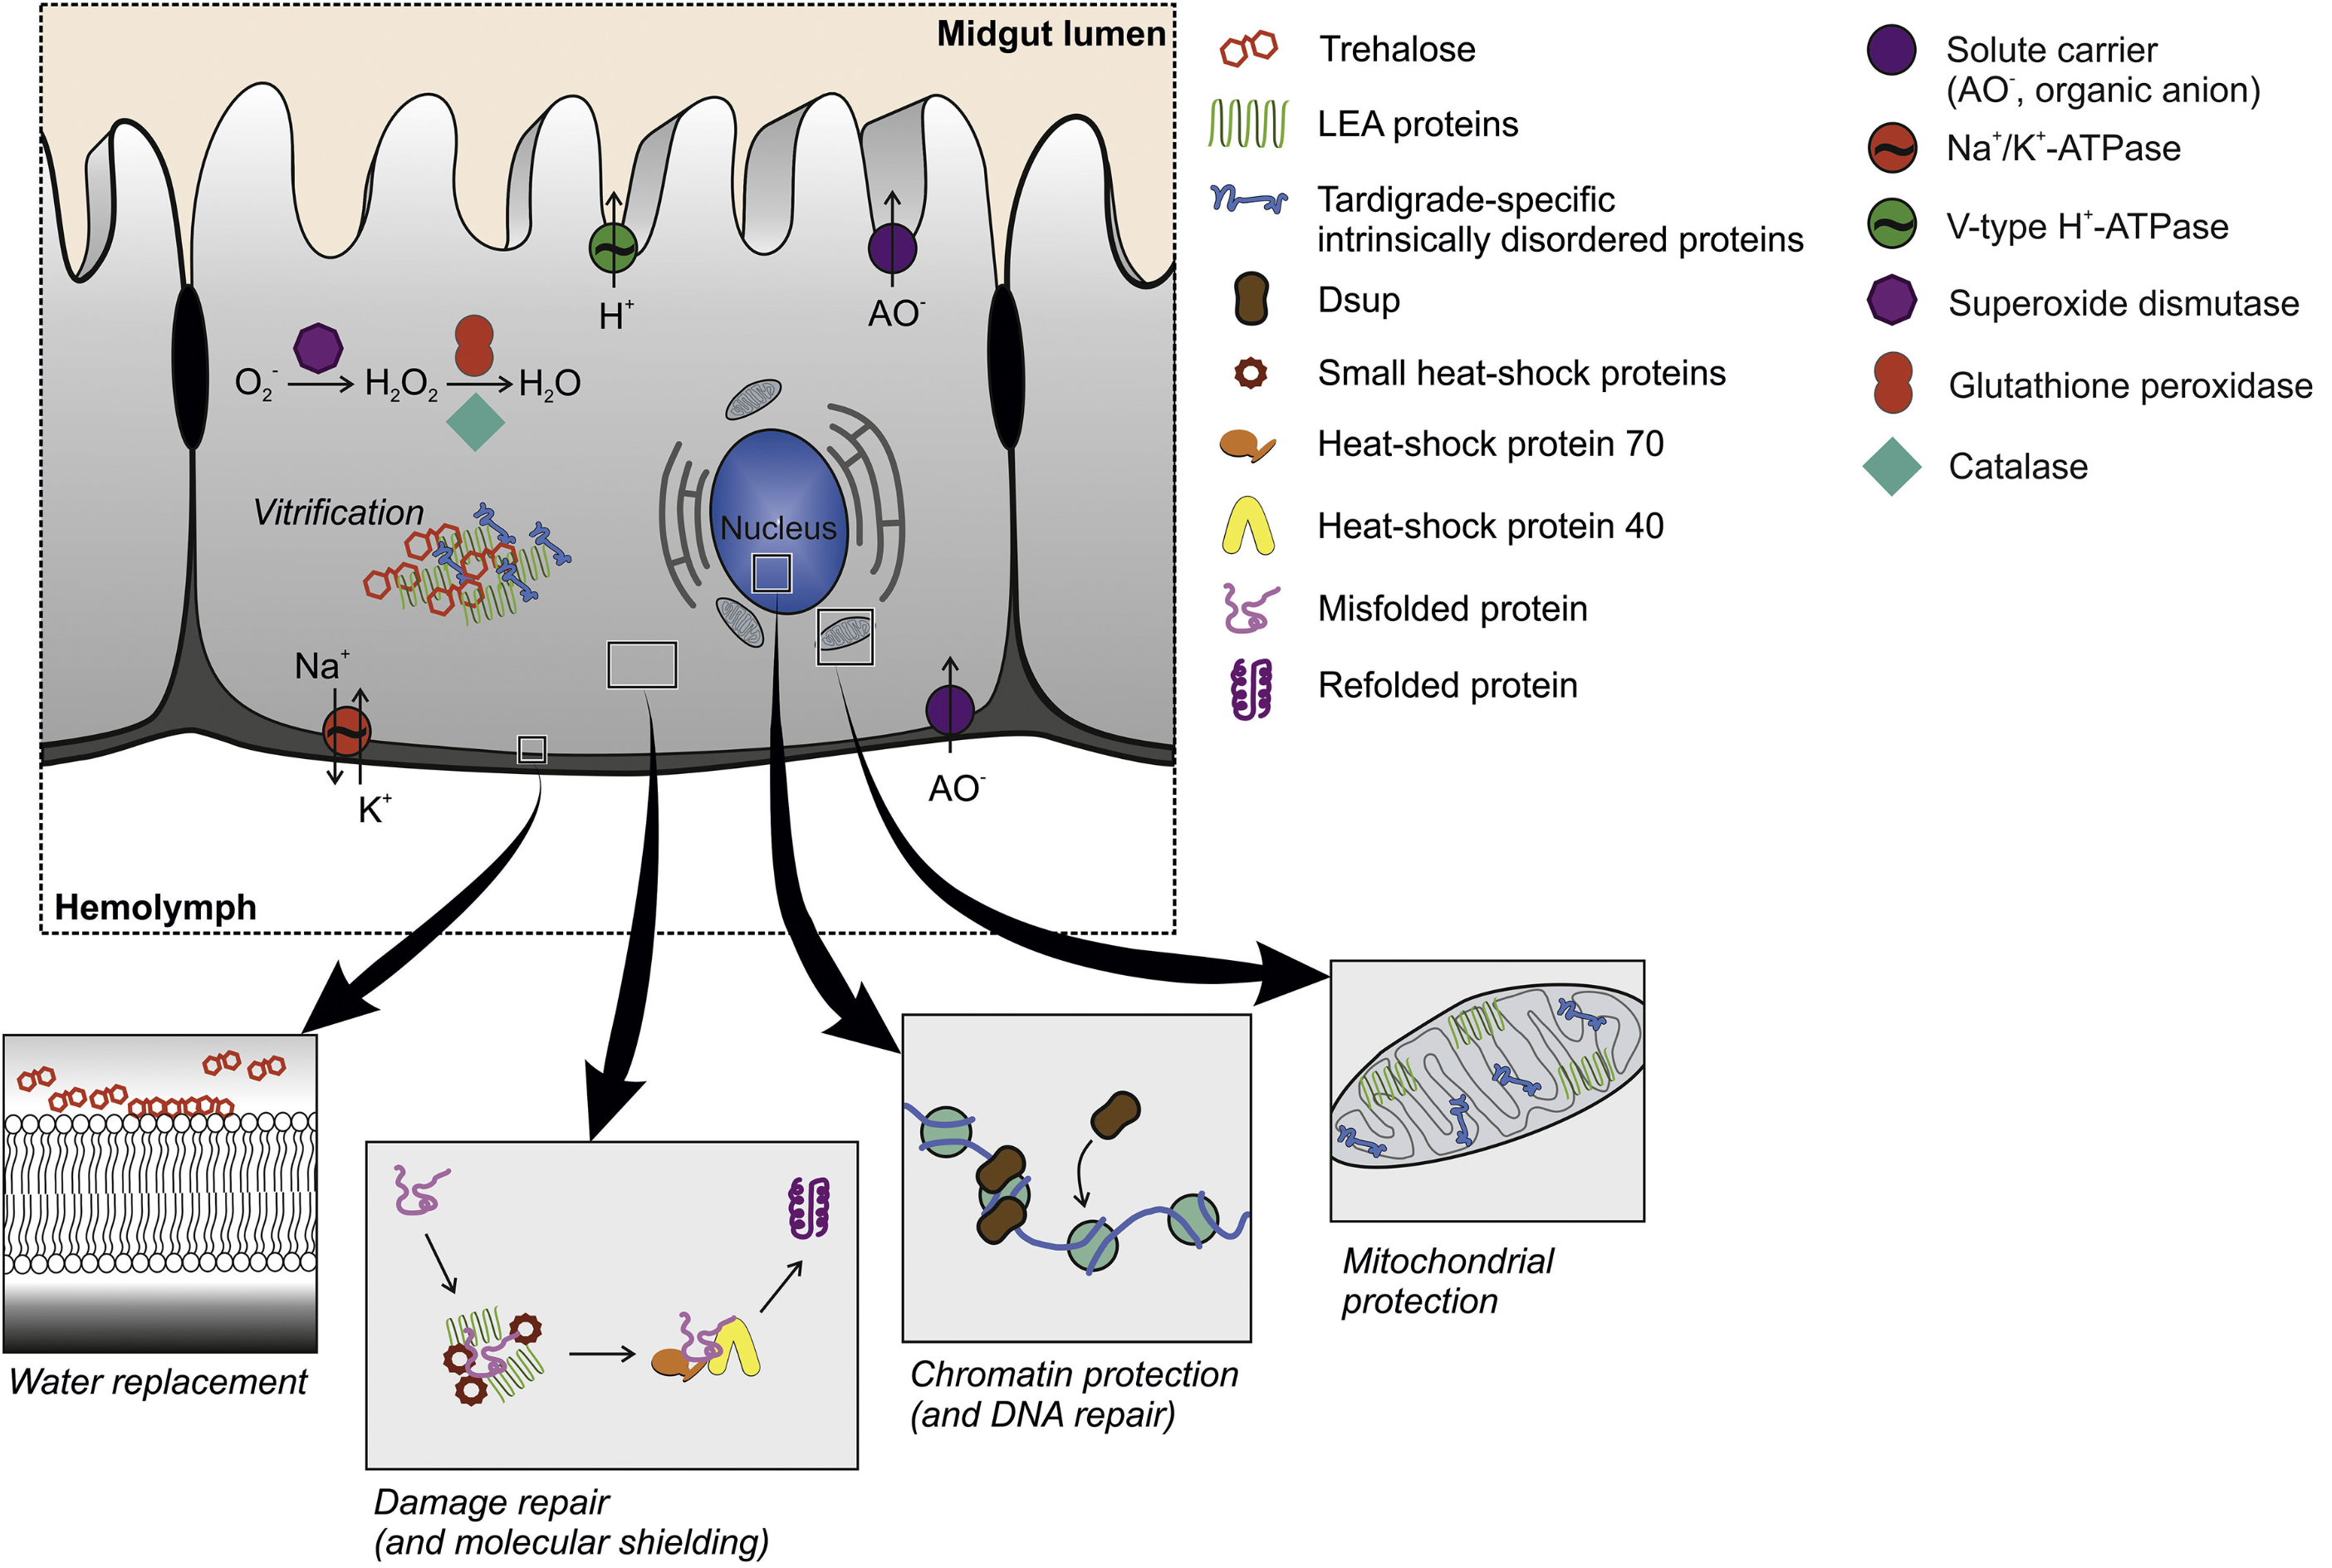 Midgut lumen
H⁺
AO⁻
O₂⁻
H₂O₂
H₂O
Vitrification
Nucleus
Na⁺
K⁺
AO⁻
Hemolymph
Trehalose
LEA proteins
Tardigrade-specific
intrinsically disordered proteins
Dsup
Small heat-shock proteins
Heat-shock protein 70
Heat-shock protein 40
Misfolded protein
Refolded protein
Solute carrier
(AO⁻, organic anion)
Na⁺/K⁺-ATPase
V-type H⁺-ATPase
Superoxide dismutase
Glutathione peroxidase
Catalase
Water replacement
Damage repair
(and molecular shielding)
Chromatin protection
(and DNA repair)
Mitochondrial
protection